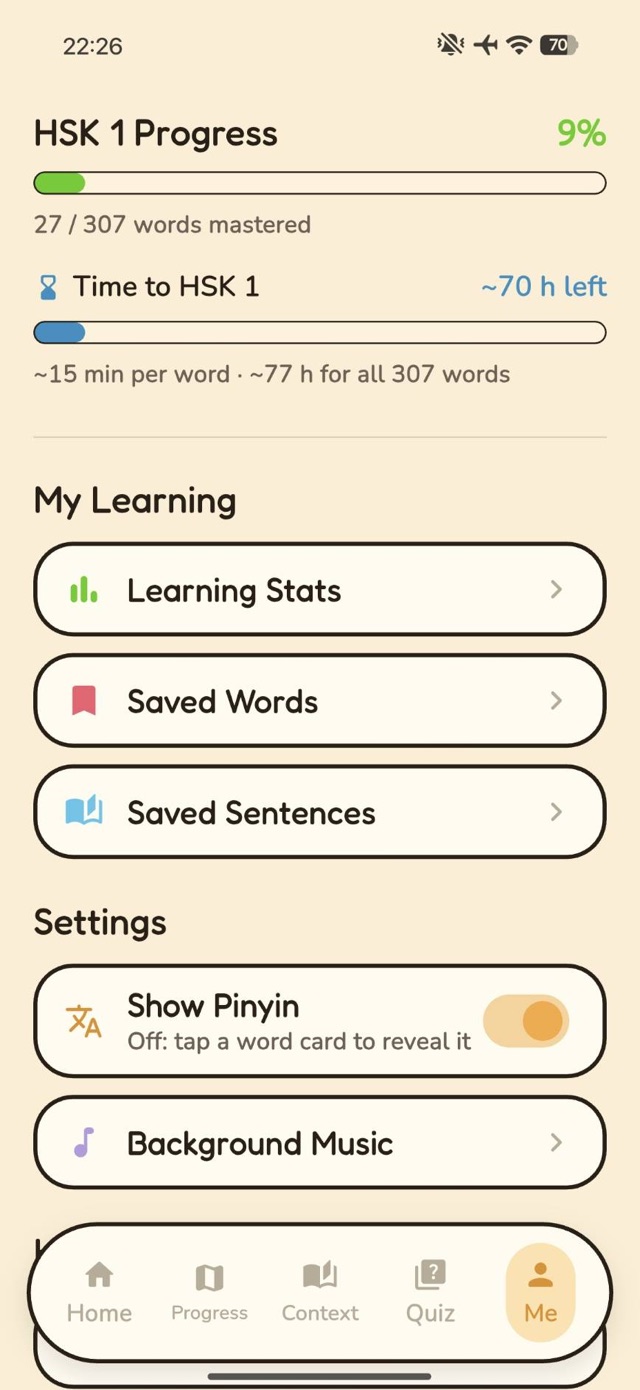 22:26
70
HSK 1 Progress
9%
27 / 307 words mastered
Time to HSK 1
~70 h left
~15 min per word · ~77 h for all 307 words
My Learning
Learning Stats
Saved Words
Saved Sentences
Settings
Show Pinyin
Off: tap a word card to reveal it
Background Music
Home
Progress
Context
Quiz
Me